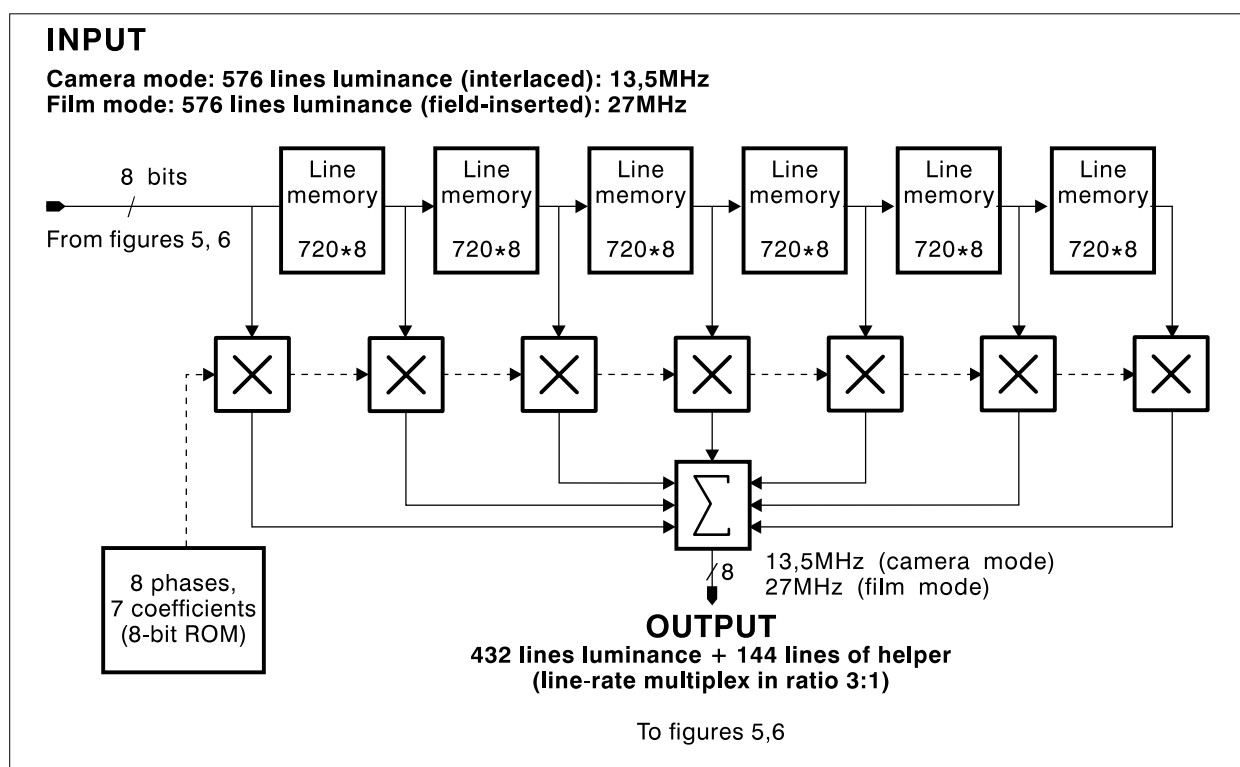 INPUT
Camera mode: 576 lines luminance (interlaced): 13,5MHz
Film mode: 576 lines luminance (field-inserted): 27MHz
8 bits
From figures 5, 6
Line
memory
720*8
Line
memory
720*8
Line
memory
720*8
Line
memory
720*8
Line
memory
720*8
Line
memory
720*8
Σ
8 phases,
7 coefficients
(8-bit ROM)
8
13,5MHz (camera mode)
27MHz (film mode)
OUTPUT
432 lines luminance + 144 lines of helper
(line-rate multiplex in ratio 3:1)
To figures 5,6